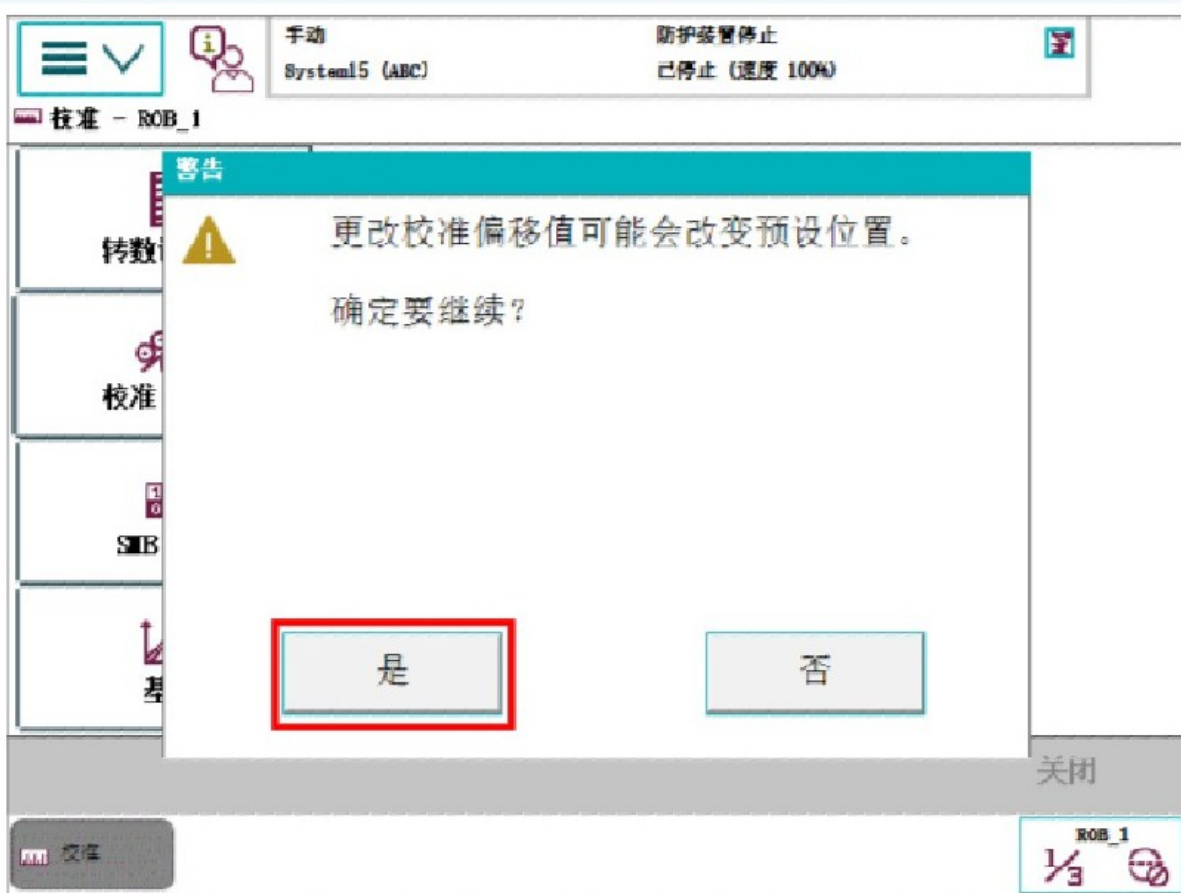 手动
System15 (ABC)
防护装置停止
已停止 (速度 100%)
校准 - ROB_1
警告
更改校准偏移值可能会改变预设位置。
确定要继续?
转数
校准
SMB
基
是
否
关闭
校准
ROB_1
1/3